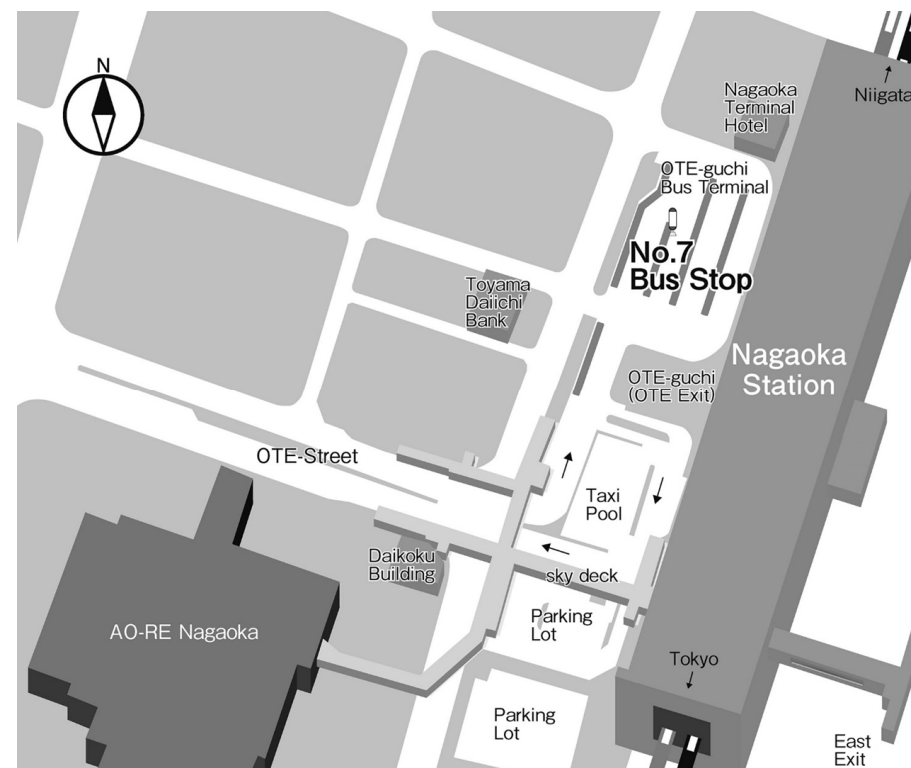 N
Nagaoka
Terminal
Hotel
Niigata
OTE-guchi
Bus Terminal
No.7
Bus Stop
Toyama
Daiichi
Bank
Nagaoka
Station
OTE-guchi
(OTE Exit)
OTE-Street
Taxi
Pool
Daikoku
Building
sky deck
AO-RE Nagaoka
Parking
Lot
Tokyo
Parking
Lot
East
Exit